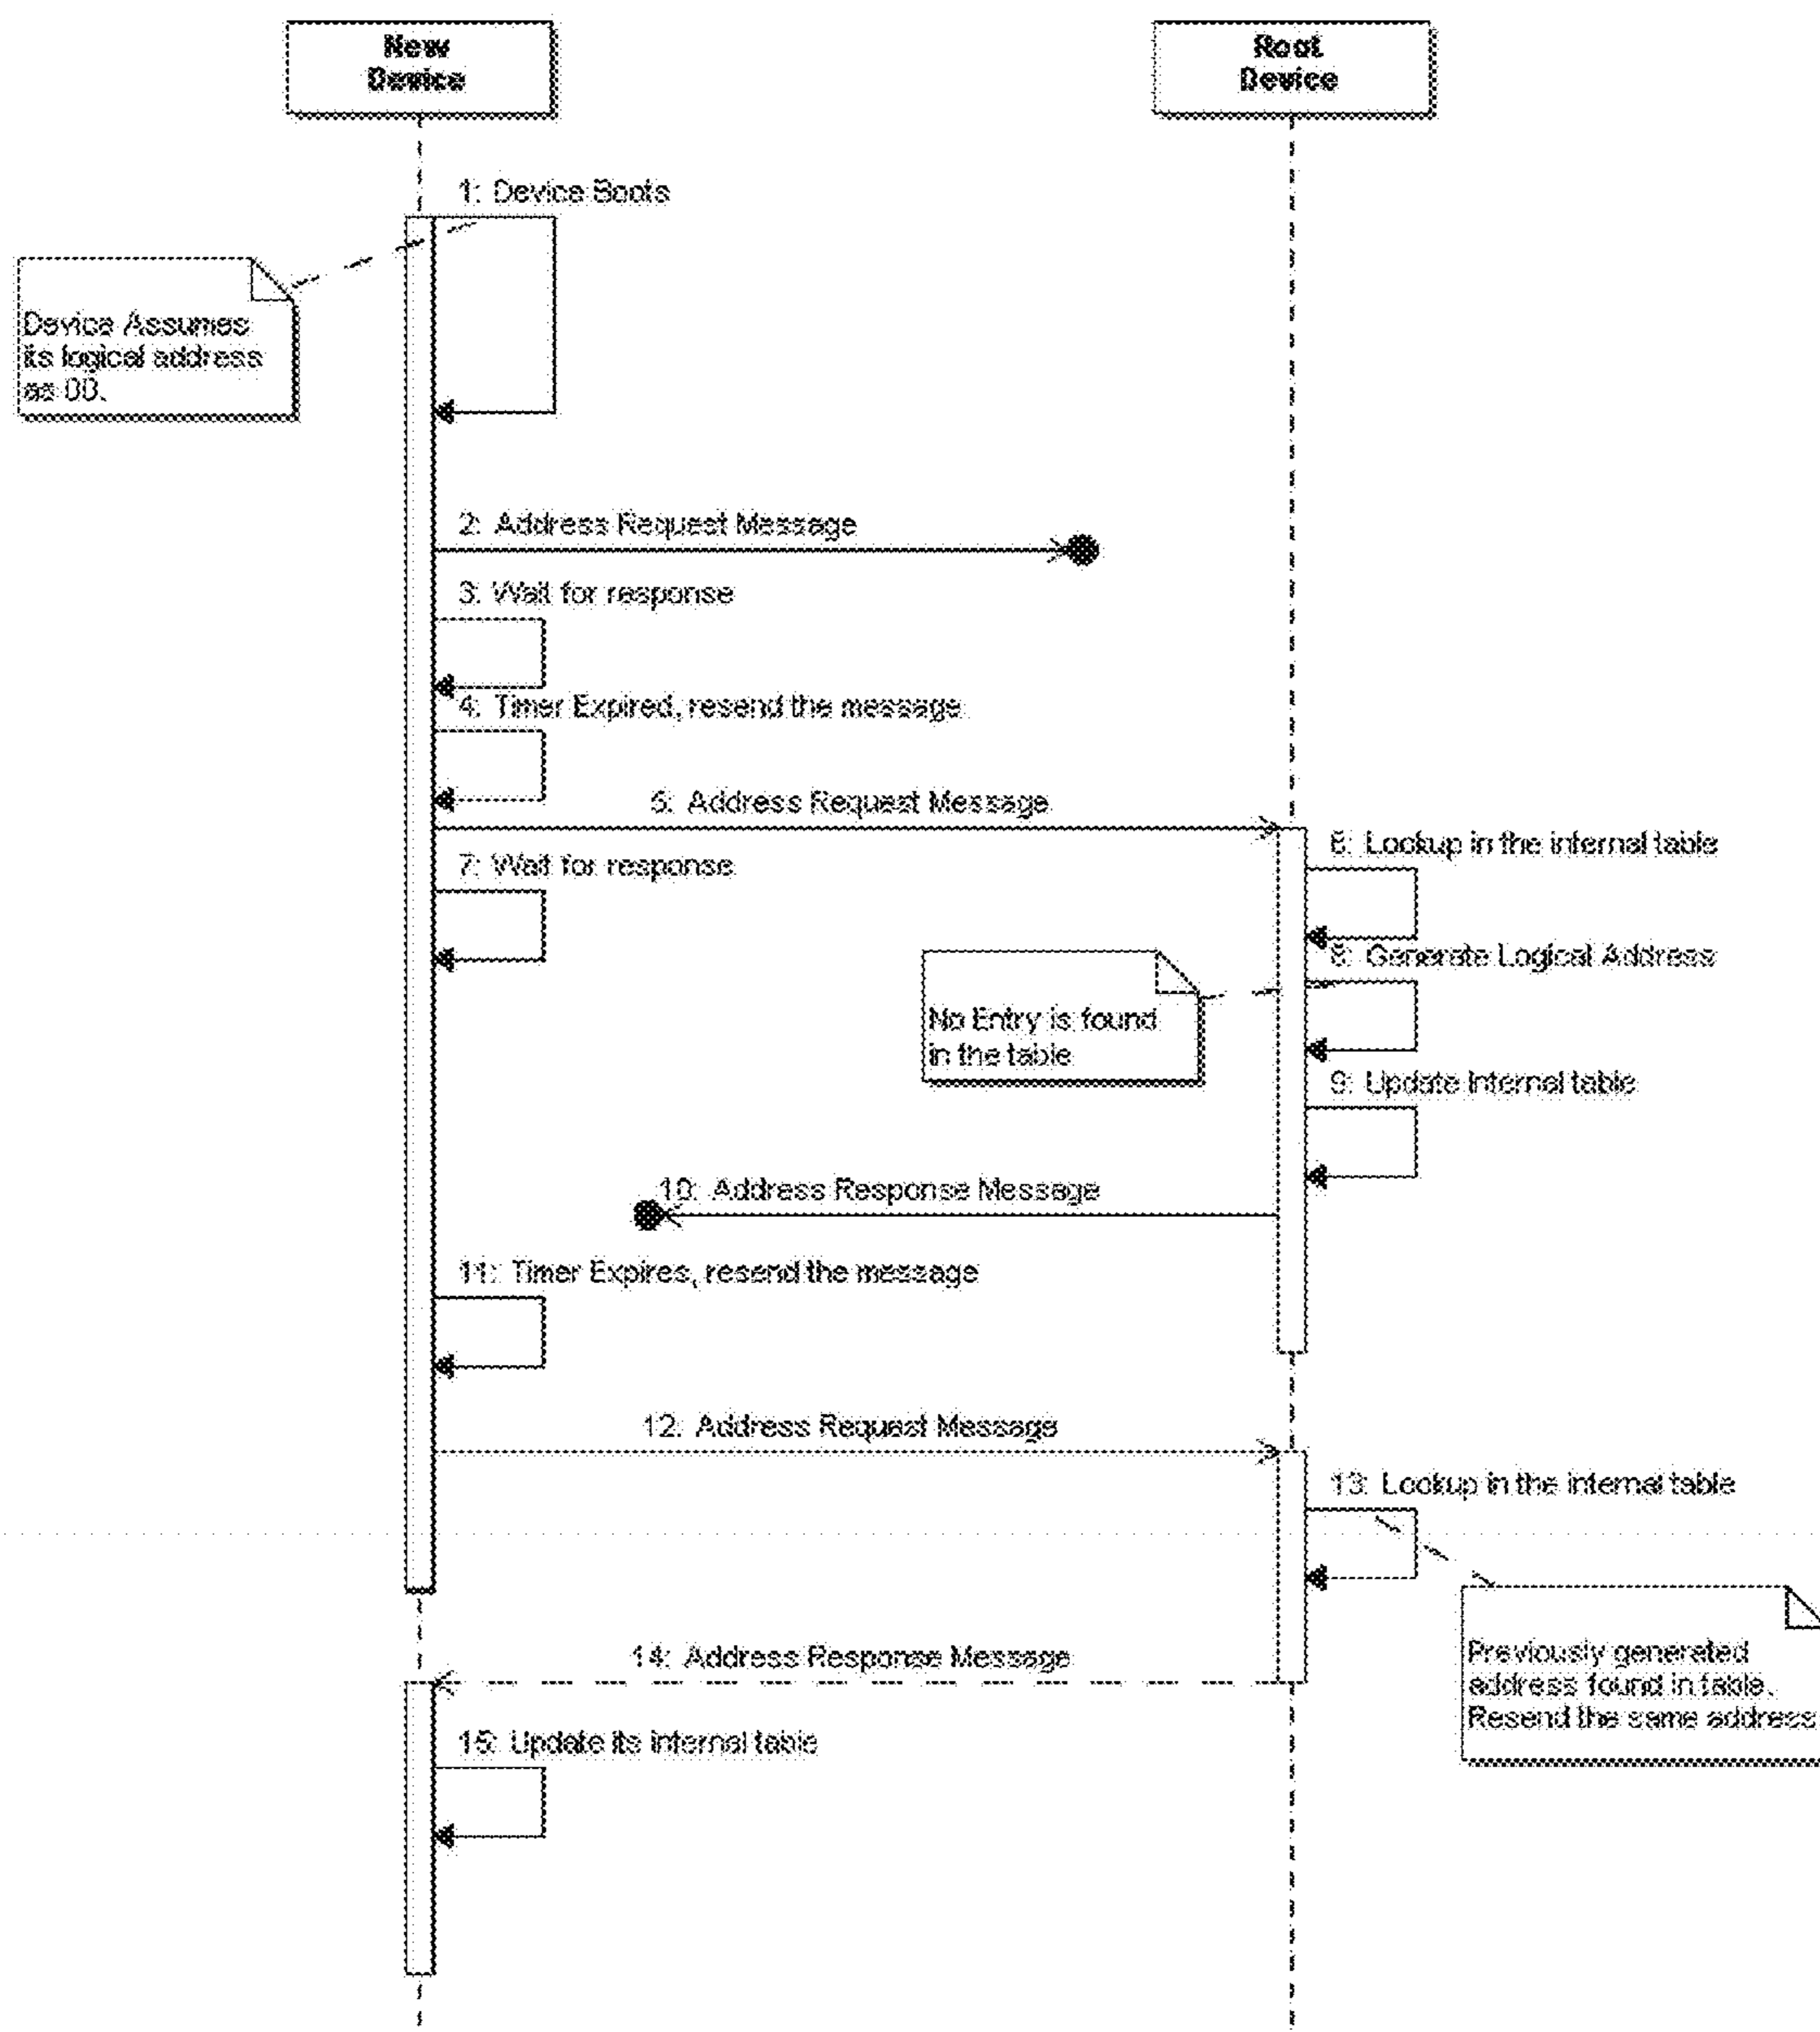 New
Device
Root
Device
1: Device Boots
Device Assumes
its logical address
as 00.
2: Address Request Message
3: Wait for response
4: Timer Expired, resend the message
5: Address Request Message
6: Lookup in the internal table
7: Wait for response
8: Generate Logical Address
No Entry is found
in the table
9: Update Internal table
10: Address Response Message
11: Timer Expires, resend the message
12: Address Request Message
13: Lookup in the internal table
Previously generated
address found in table.
Resend the same address
14: Address Response Message
15: Update its internal table